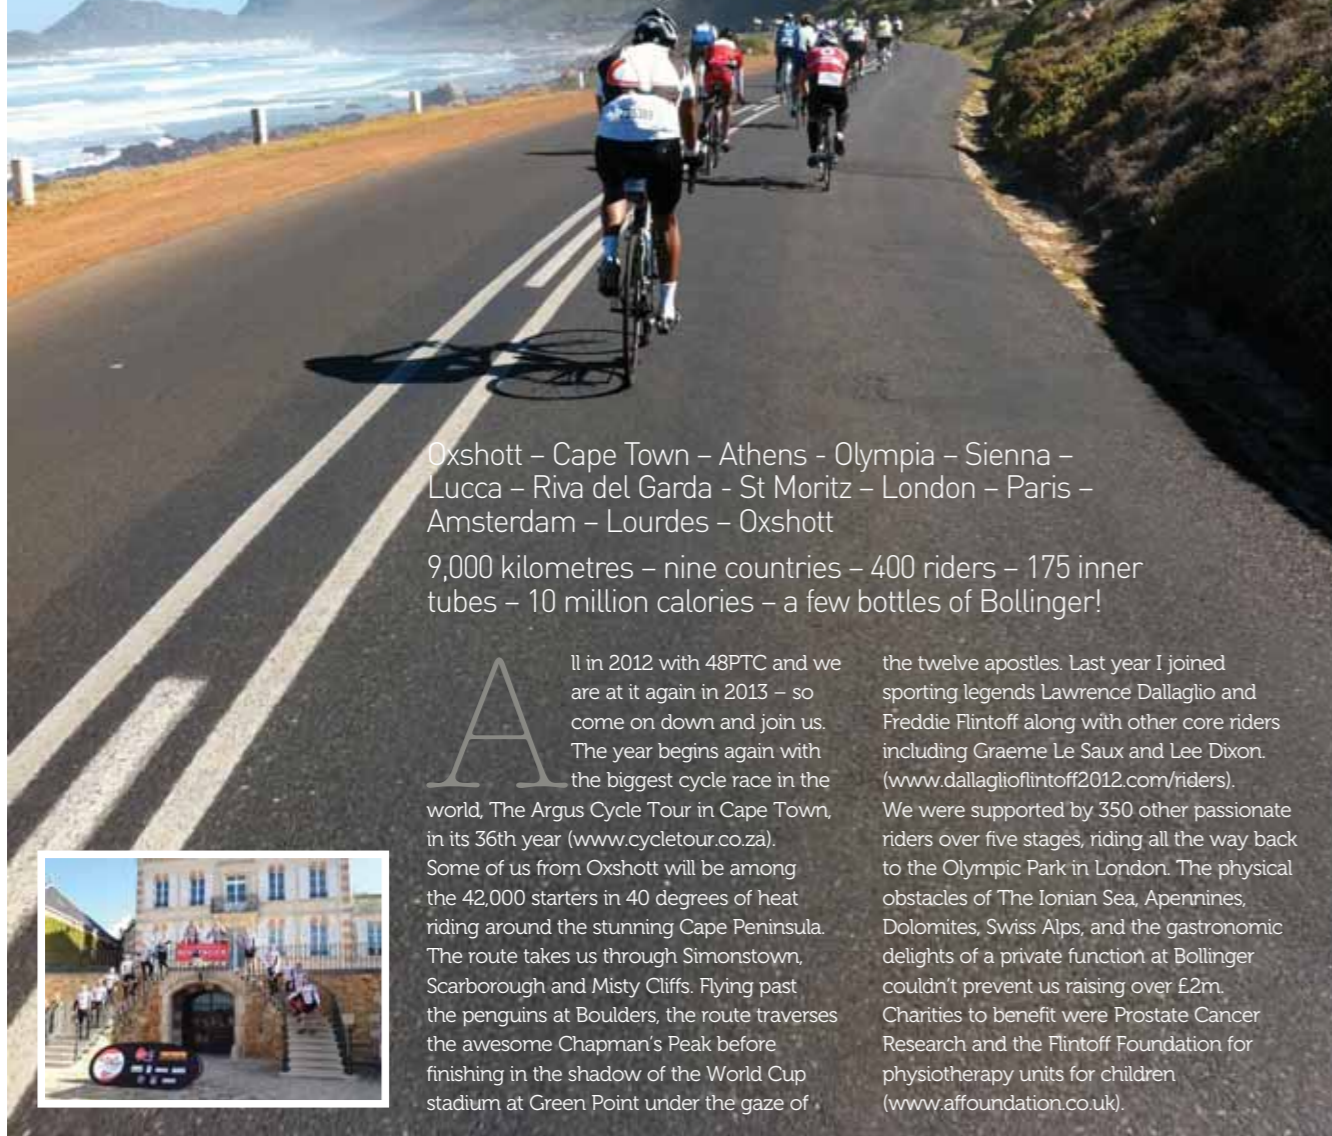 Oxshott – Cape Town – Athens - Olympia – Sienna –
Lucca – Riva del Garda - St Moritz – London – Paris –
Amsterdam – Lourdes – Oxshott
9,000 kilometres – nine countries – 400 riders – 175 inner
tubes – 10 million calories – a few bottles of Bollinger!
All in 2012 with 48PTC and we
are at it again in 2013 – so
come on down and join us.
The year begins again with
the biggest cycle race in the
world, The Argus Cycle Tour in Cape Town,
in its 36th year (www.cycletour.co.za).
Some of us from Oxshott will be among
the 42,000 starters in 40 degrees of heat
riding around the stunning Cape Peninsula.
The route takes us through Simonstown,
Scarborough and Misty Cliffs. Flying past
the penguins at Boulders, the route traverses
the awesome Chapman's Peak before
finishing in the shadow of the World Cup
stadium at Green Point under the gaze of
the twelve apostles. Last year I joined
sporting legends Lawrence Dallaglio and
Freddie Flintoff along with other core riders
including Graeme Le Saux and Lee Dixon.
(www.dallaglioflintoff2012.com/riders).
We were supported by 350 other passionate
riders over five stages, riding all the way back
to the Olympic Park in London. The physical
obstacles of The Ionian Sea, Apennines,
Dolomites, Swiss Alps, and the gastronomic
delights of a private function at Bollinger
couldn't prevent us raising over £2m.
Charities to benefit were Prostate Cancer
Research and the Flintoff Foundation for
physiotherapy units for children
(www.affoundation.co.uk).